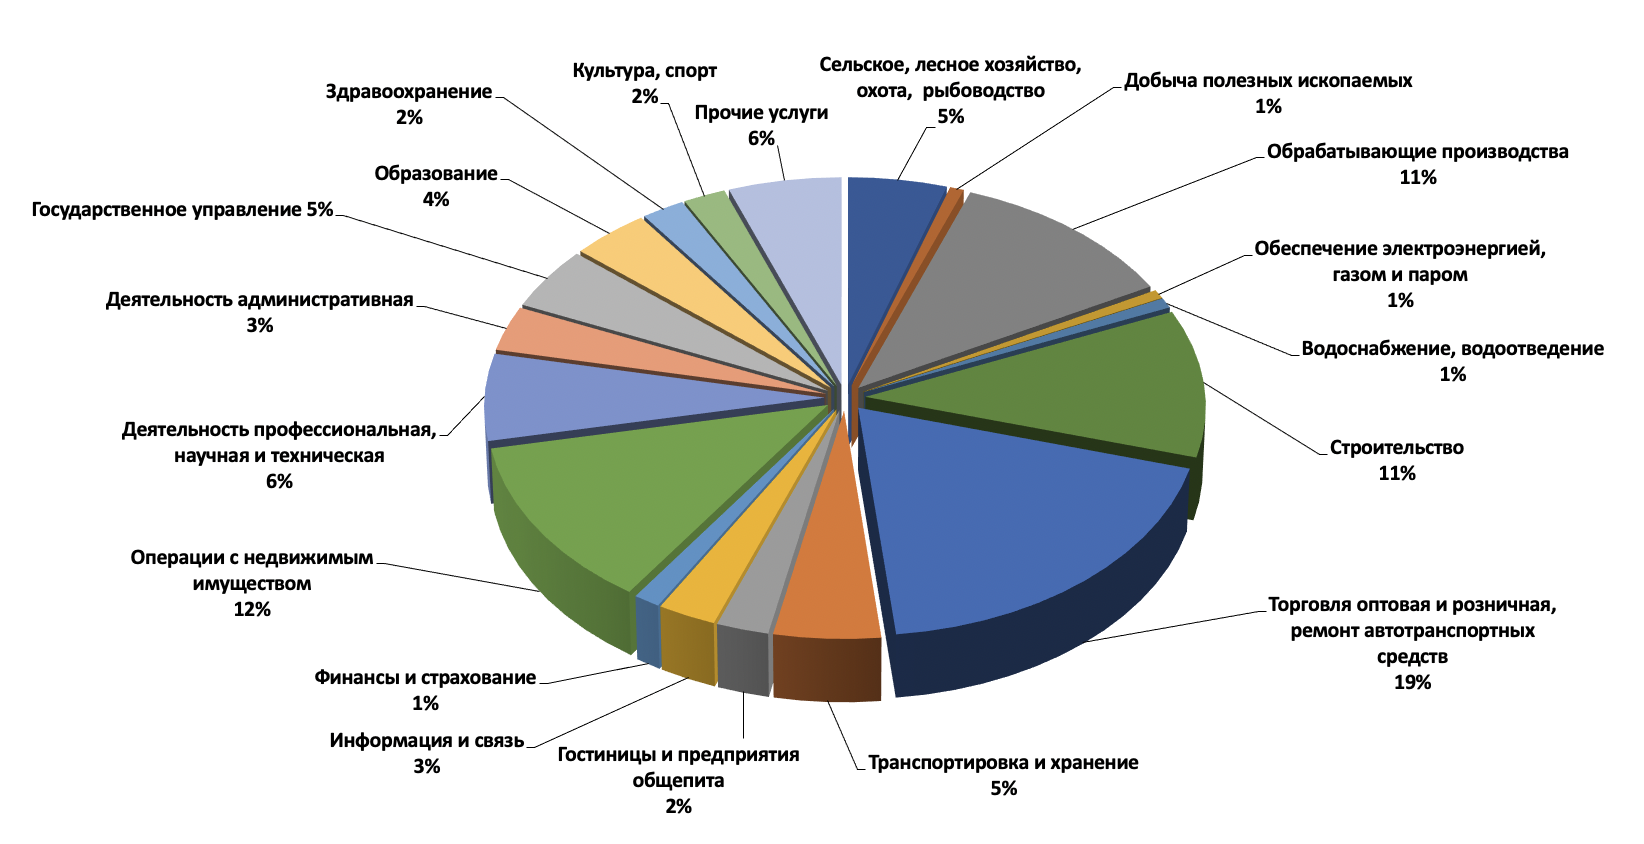 Сельское, лесное хозяйство,
охота,  рыбоводство
5%
Добыча полезных ископаемых
1%
Обрабатывающие производства
11%
Обеспечение электроэнергией,
газом и паром
1%
Водоснабжение, водоотведение
1%
Строительство
11%
Торговля оптовая и розничная,
ремонт автотранспортных
средств
19%
Транспортировка и хранение
5%
Гостиницы и предприятия
общепита
2%
Информация и связь
3%
Финансы и страхование
1%
Операции с недвижимым
имуществом
12%
Деятельность профессиональная,
научная и техническая
6%
Деятельность административная
3%
Государственное управление 5%
Образование
4%
Здравоохранение
2%
Культура, спорт
2%
Прочие услуги
6%